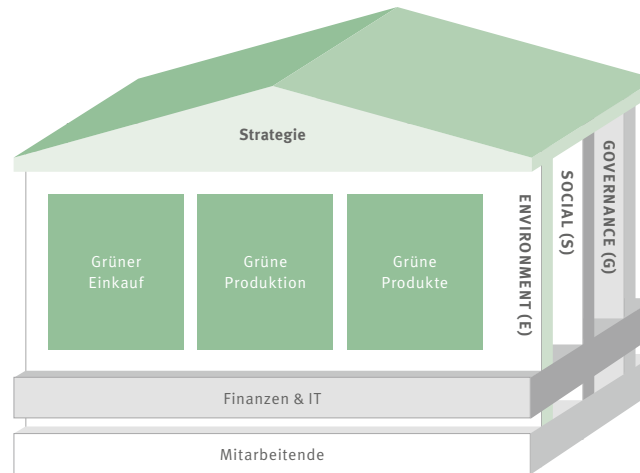 Strategie
Grüner
Einkauf
Grüne
Produktion
Grüne
Produkte
ENVIRONMENT (E)
SOCIAL (S)
GOVERNANCE (G)
Finanzen & IT
Mitarbeitende